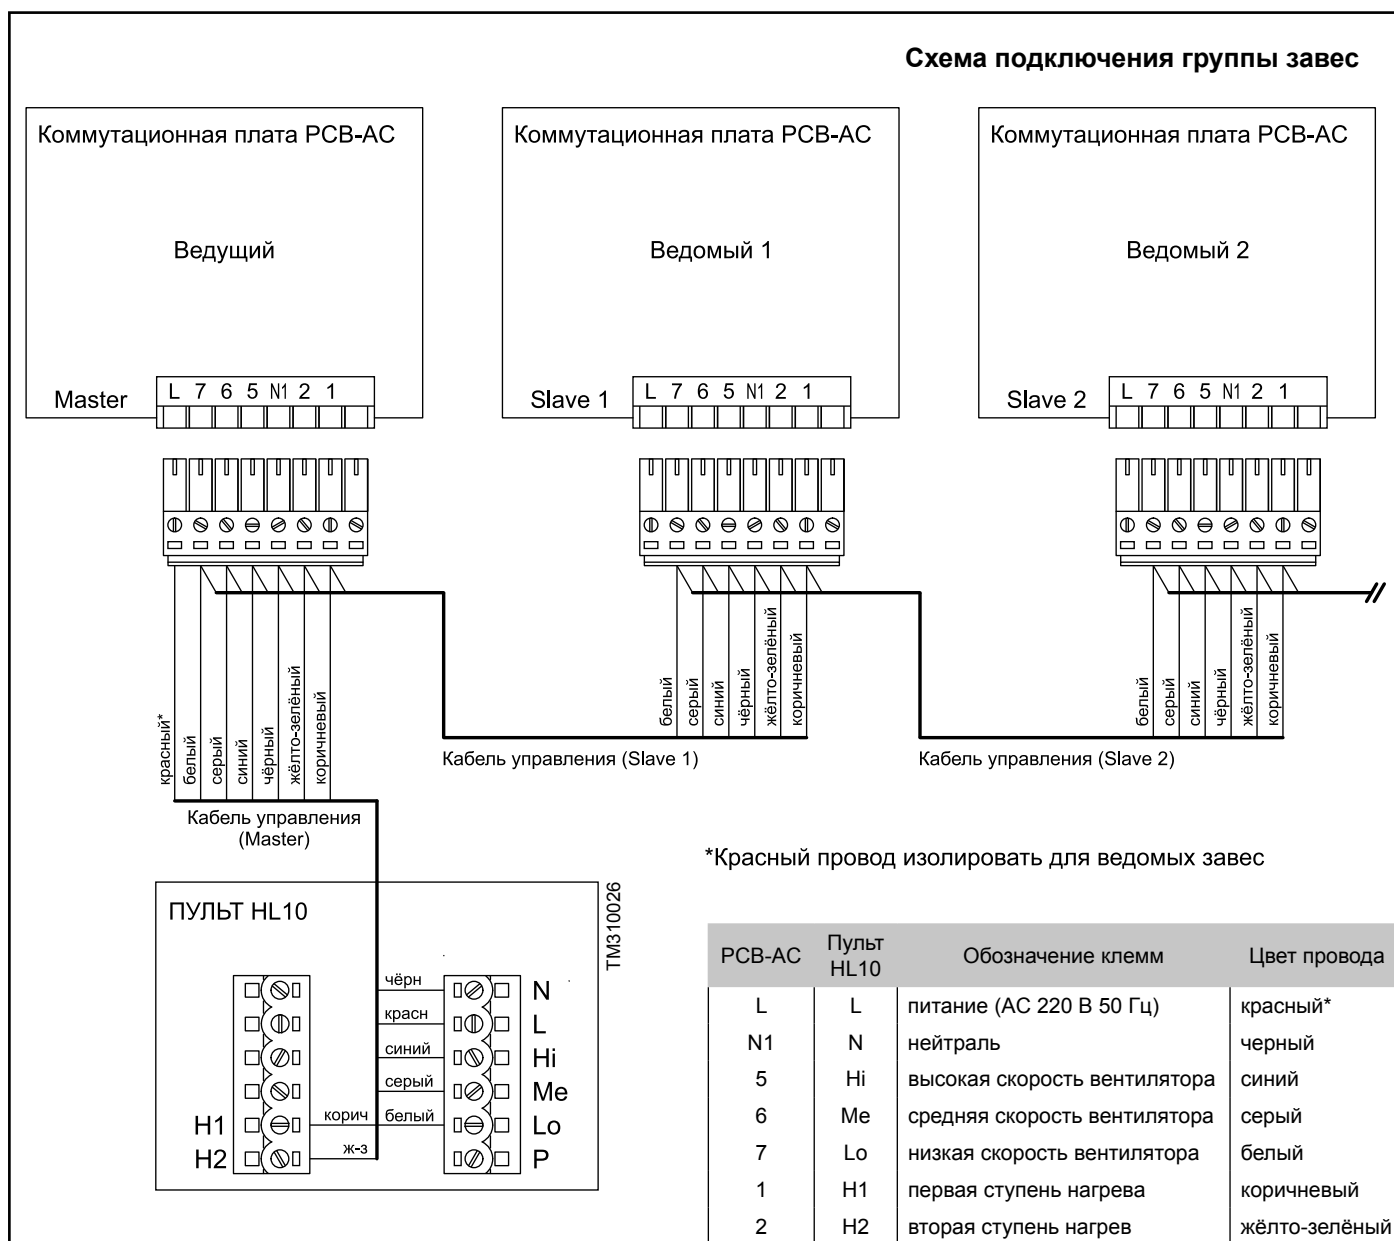 Схема подключения группы завес
Коммутационная плата PCB-AC
Коммутационная плата PCB-AC
Коммутационная плата PCB-AC
Ведущий
Ведомый 1
Ведомый 2
Master
L 7 6 5 N1 2 1
Slave 1
L 7 6 5 N1 2 1
Slave 2
L 7 6 5 N1 2 1
красный*
белый
серый
синий
чёрный
жёлто-зелёный
коричневый
белый
серый
синий
чёрный
жёлто-зелёный
коричневый
белый
серый
синий
чёрный
жёлто-зелёный
коричневый
Кабель управления (Slave 1)
Кабель управления (Slave 2)
Кабель управления
(Master)
*Красный провод изолировать для ведомых завес
ПУЛЬТ HL10
TM310026
чёрн N
красн L
синий Hi
серый Me
H1 корич белый Lo
H2 ж-з P
PCB-AC Пульт HL10 Обозначение клемм Цвет провода
L L питание (AC 220 В 50 Гц) красный*
N1 N нейтраль черный
5 Hi высокая скорость вентилятора синий
6 Me средняя скорость вентилятора серый
7 Lo низкая скорость вентилятора белый
1 H1 первая ступень нагрева коричневый
2 H2 вторая ступень нагрев жёлто-зелёный